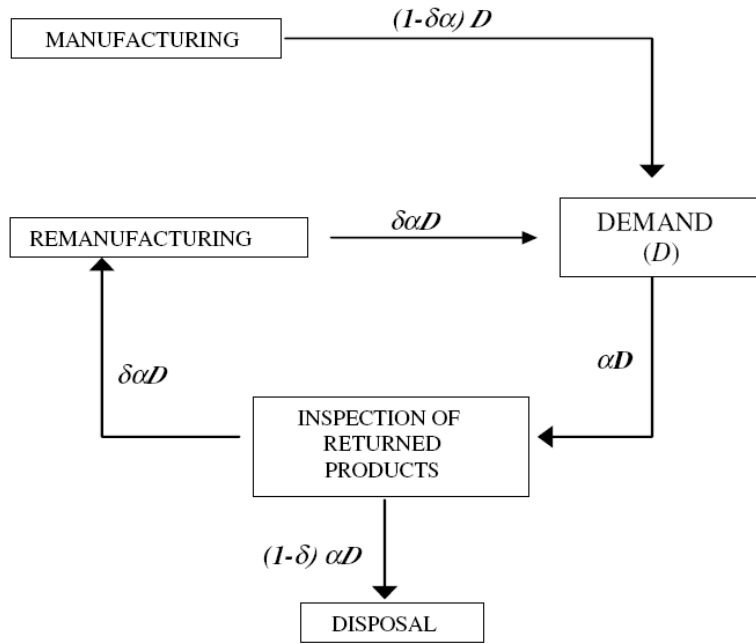 (1-δα) D
MANUFACTURING
REMANUFACTURING
δαD
DEMAND
(D)
δαD
αD
INSPECTION OF
RETURNED
PRODUCTS
(1-δ) αD
DISPOSAL